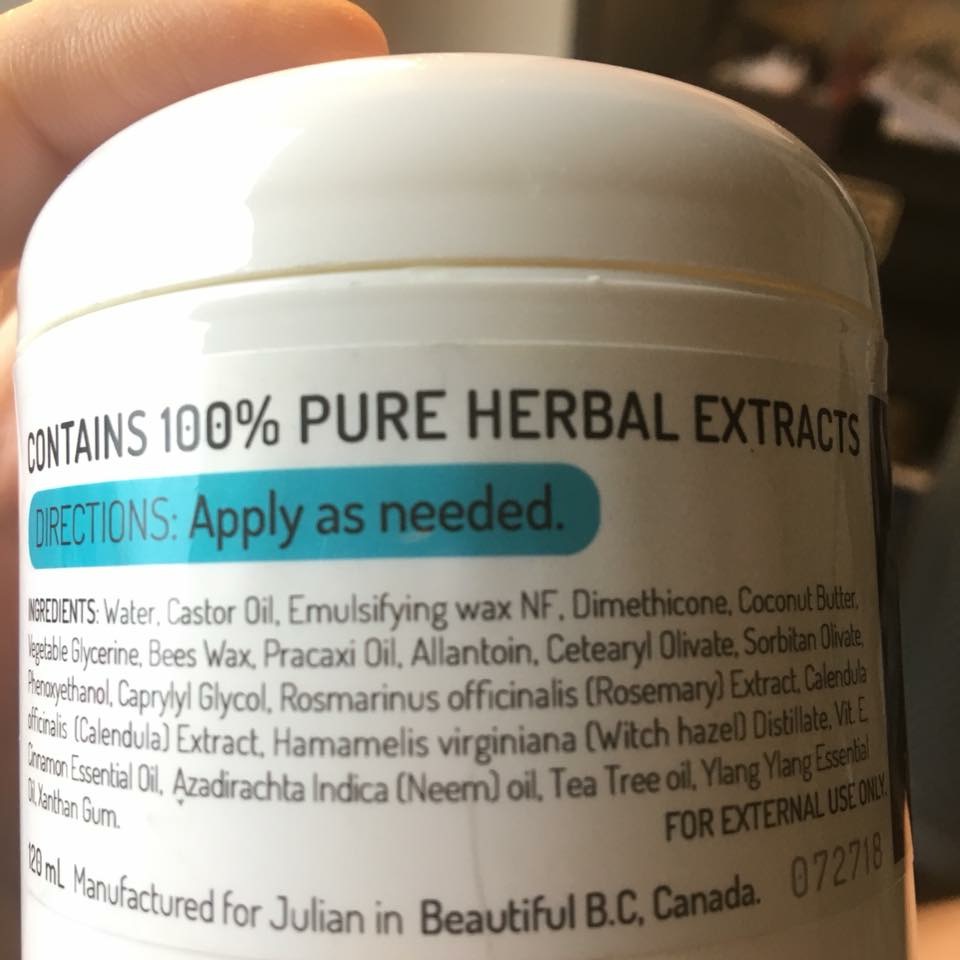 CONTAINS 100% PURE HERBAL EXTRACTS
DIRECTIONS: Apply as needed.
INGREDIENTS: Water, Castor Oil, Emulsifying wax NF, Dimethicone, Coconut Butter,
Vegetable Glycerine, Bees Wax, Pracaxi Oil, Allantoin, Cetearyl Olivate, Sorbitan Olivate,
Phenoxyethanol, Caprylyl Glycol, Rosmarinus officinalis (Rosemary) Extract, Calendula
officinalis (Calendula) Extract, Hamamelis virginiana (Witch hazel) Distillate, Vit. E,
Cinnamon Essential Oil, Azadirachta Indica (Neem) oil, Tea Tree oil, Ylang Ylang Essential
Oil, Xanthan Gum.
FOR EXTERNAL USE ONLY.
120 mL Manufactured for Julian in Beautiful B.C, Canada.
072718